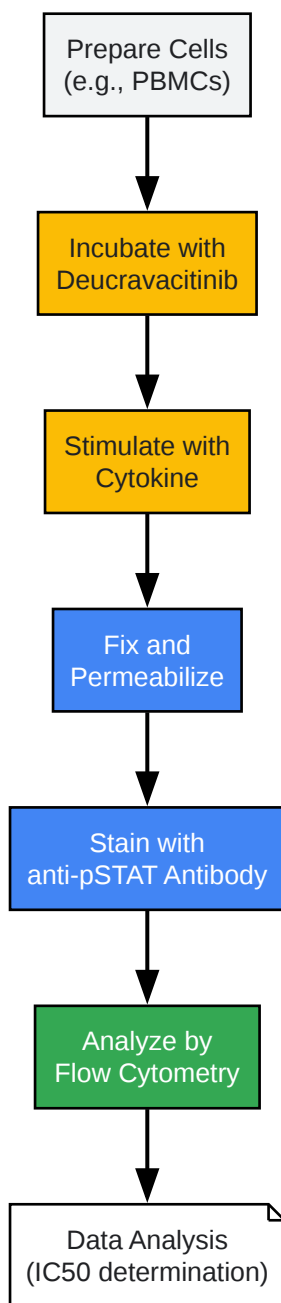 Prepare Cells
(e.g., PBMCs)
Incubate with
Deucravacitinib
Stimulate with
Cytokine
Fix and
Permeabilize
Stain with
anti-pSTAT Antibody
Analyze by
Flow Cytometry
Data Analysis
(IC50 determination)